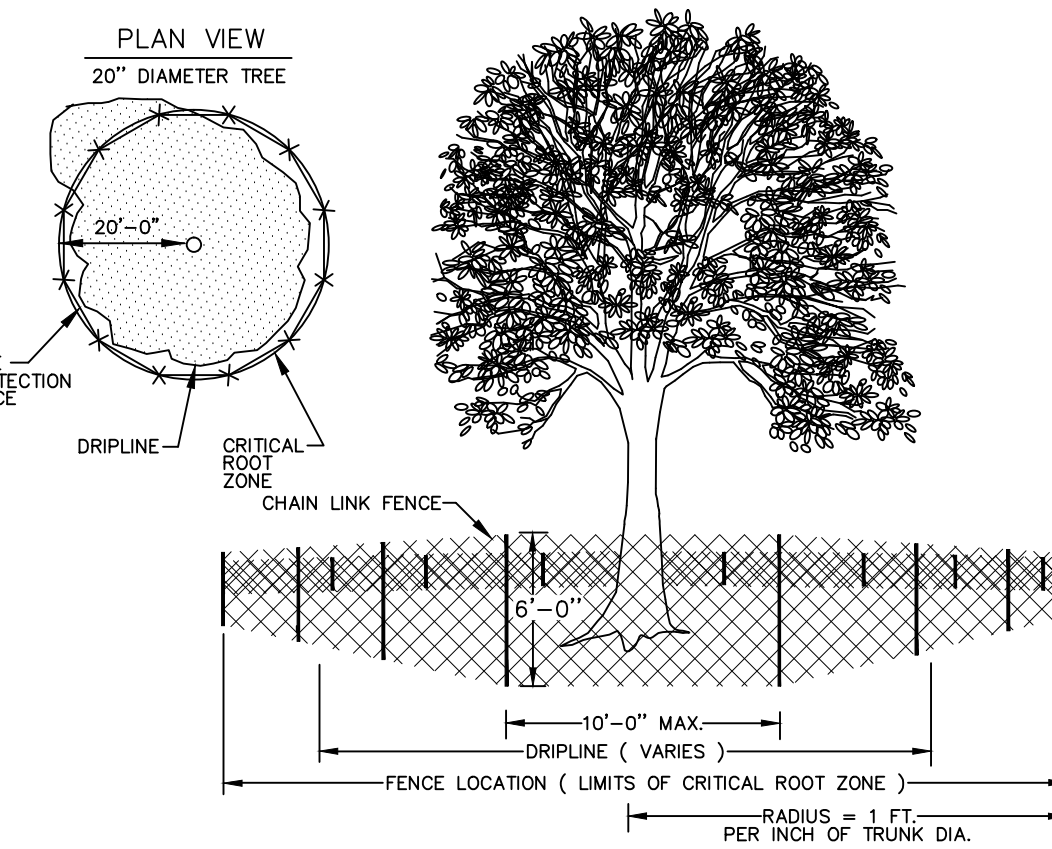 PLAN VIEW
20" DIAMETER TREE
20'-0"
TECTION
CE
DRIPLINE
CRITICAL
ROOT
ZONE
CHAIN LINK FENCE
6'-0"
10'-0" MAX.
DRIPLINE ( VARIES )
FENCE LOCATION ( LIMITS OF CRITICAL ROOT ZONE )
RADIUS = 1 FT.
PER INCH OF TRUNK DIA.